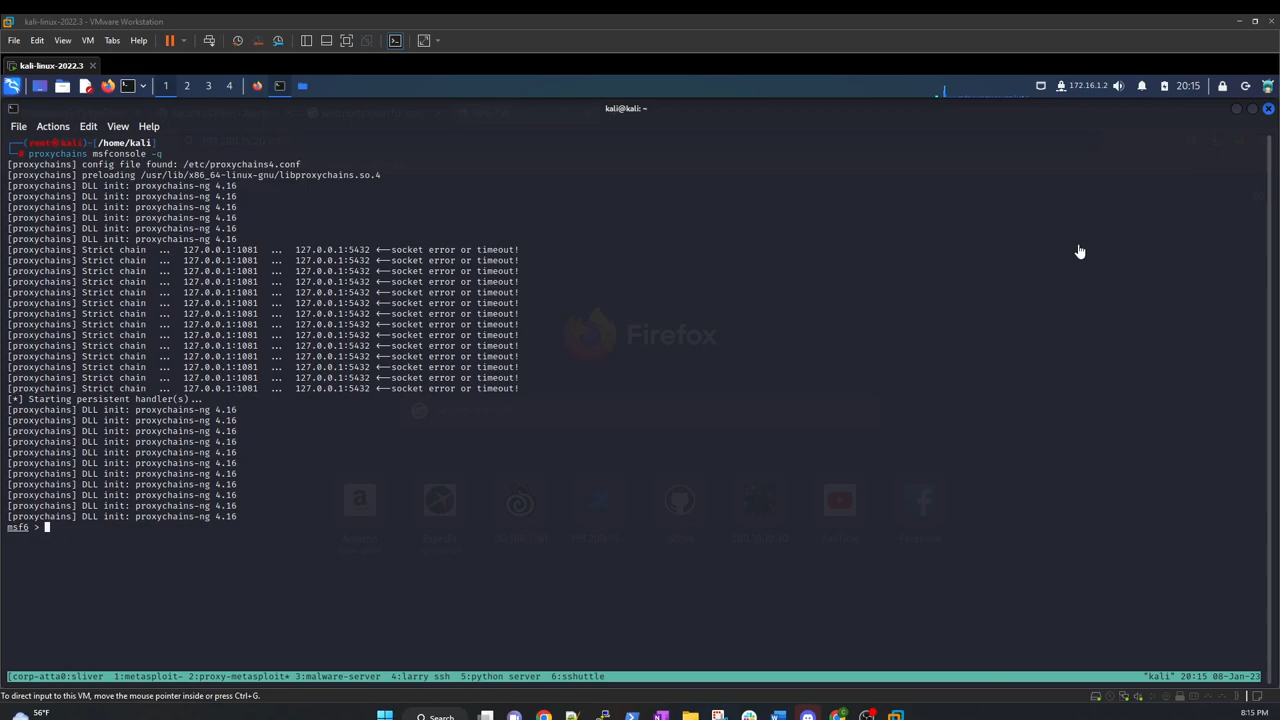 kali-linux-2022.3 - VMware Workstation
File Edit View VM Tabs Help
kali-linux-2022.3
1 2 3 4 172.16.1.2 20:15
kali@kali: ~
File Actions Edit View Help
(root㉿kali)-[/home/kali]
# proxychains msfconsole -q
[proxychains] config file found: /etc/proxychains4.conf
[proxychains] preloading /usr/lib/x86_64-linux-gnu/libproxychains.so.4
[proxychains] DLL init: proxychains-ng 4.16
[proxychains] DLL init: proxychains-ng 4.16
[proxychains] DLL init: proxychains-ng 4.16
[proxychains] DLL init: proxychains-ng 4.16
[proxychains] DLL init: proxychains-ng 4.16
[proxychains] DLL init: proxychains-ng 4.16
[proxychains] Strict chain ... 127.0.0.1:1081 ... 127.0.0.1:5432 <--socket error or timeout!
[proxychains] Strict chain ... 127.0.0.1:1081 ... 127.0.0.1:5432 <--socket error or timeout!
[proxychains] Strict chain ... 127.0.0.1:1081 ... 127.0.0.1:5432 <--socket error or timeout!
[proxychains] Strict chain ... 127.0.0.1:1081 ... 127.0.0.1:5432 <--socket error or timeout!
[proxychains] Strict chain ... 127.0.0.1:1081 ... 127.0.0.1:5432 <--socket error or timeout!
[proxychains] Strict chain ... 127.0.0.1:1081 ... 127.0.0.1:5432 <--socket error or timeout!
[proxychains] Strict chain ... 127.0.0.1:1081 ... 127.0.0.1:5432 <--socket error or timeout!
[proxychains] Strict chain ... 127.0.0.1:1081 ... 127.0.0.1:5432 <--socket error or timeout!
[proxychains] Strict chain ... 127.0.0.1:1081 ... 127.0.0.1:5432 <--socket error or timeout!
[proxychains] Strict chain ... 127.0.0.1:1081 ... 127.0.0.1:5432 <--socket error or timeout!
[proxychains] Strict chain ... 127.0.0.1:1081 ... 127.0.0.1:5432 <--socket error or timeout!
[proxychains] Strict chain ... 127.0.0.1:1081 ... 127.0.0.1:5432 <--socket error or timeout!
[proxychains] Strict chain ... 127.0.0.1:1081 ... 127.0.0.1:5432 <--socket error or timeout!
[proxychains] Strict chain ... 127.0.0.1:1081 ... 127.0.0.1:5432 <--socket error or timeout!
[*] Starting persistent handler(s)...
[proxychains] DLL init: proxychains-ng 4.16
[proxychains] DLL init: proxychains-ng 4.16
[proxychains] DLL init: proxychains-ng 4.16
[proxychains] DLL init: proxychains-ng 4.16
[proxychains] DLL init: proxychains-ng 4.16
[proxychains] DLL init: proxychains-ng 4.16
[proxychains] DLL init: proxychains-ng 4.16
[proxychains] DLL init: proxychains-ng 4.16
[proxychains] DLL init: proxychains-ng 4.16
[proxychains] DLL init: proxychains-ng 4.16
[proxychains] DLL init: proxychains-ng 4.16
msf6 >
Firefox
[corp-atta0:sliver 1:metasploit- 2:proxy-metasploit* 3:malware-server 4:larry ssh 5:python server 6:sshuttle "kali" 20:15 08-Jan-23
To direct input to this VM, move the mouse pointer inside or press Ctrl+G.
56°F Search 8:15 PM